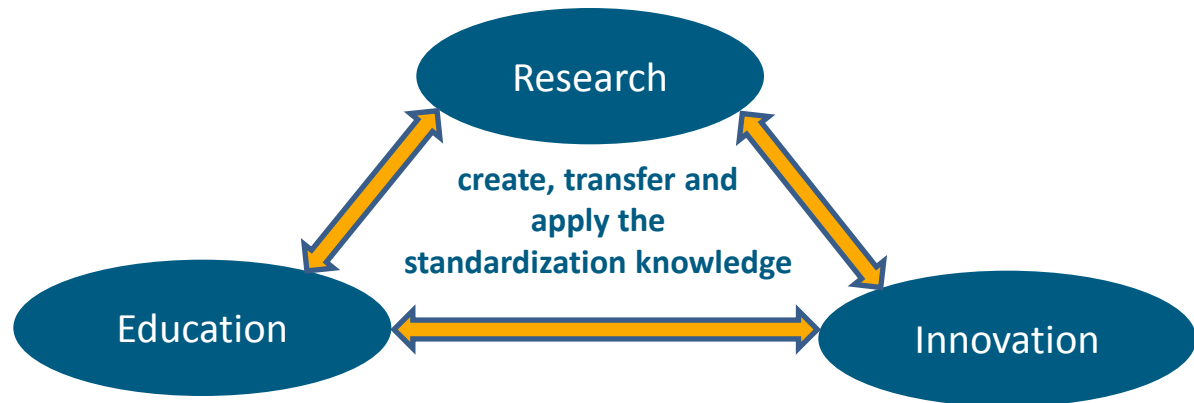 Research
create, transfer and
apply the
standardization knowledge
Education
Innovation